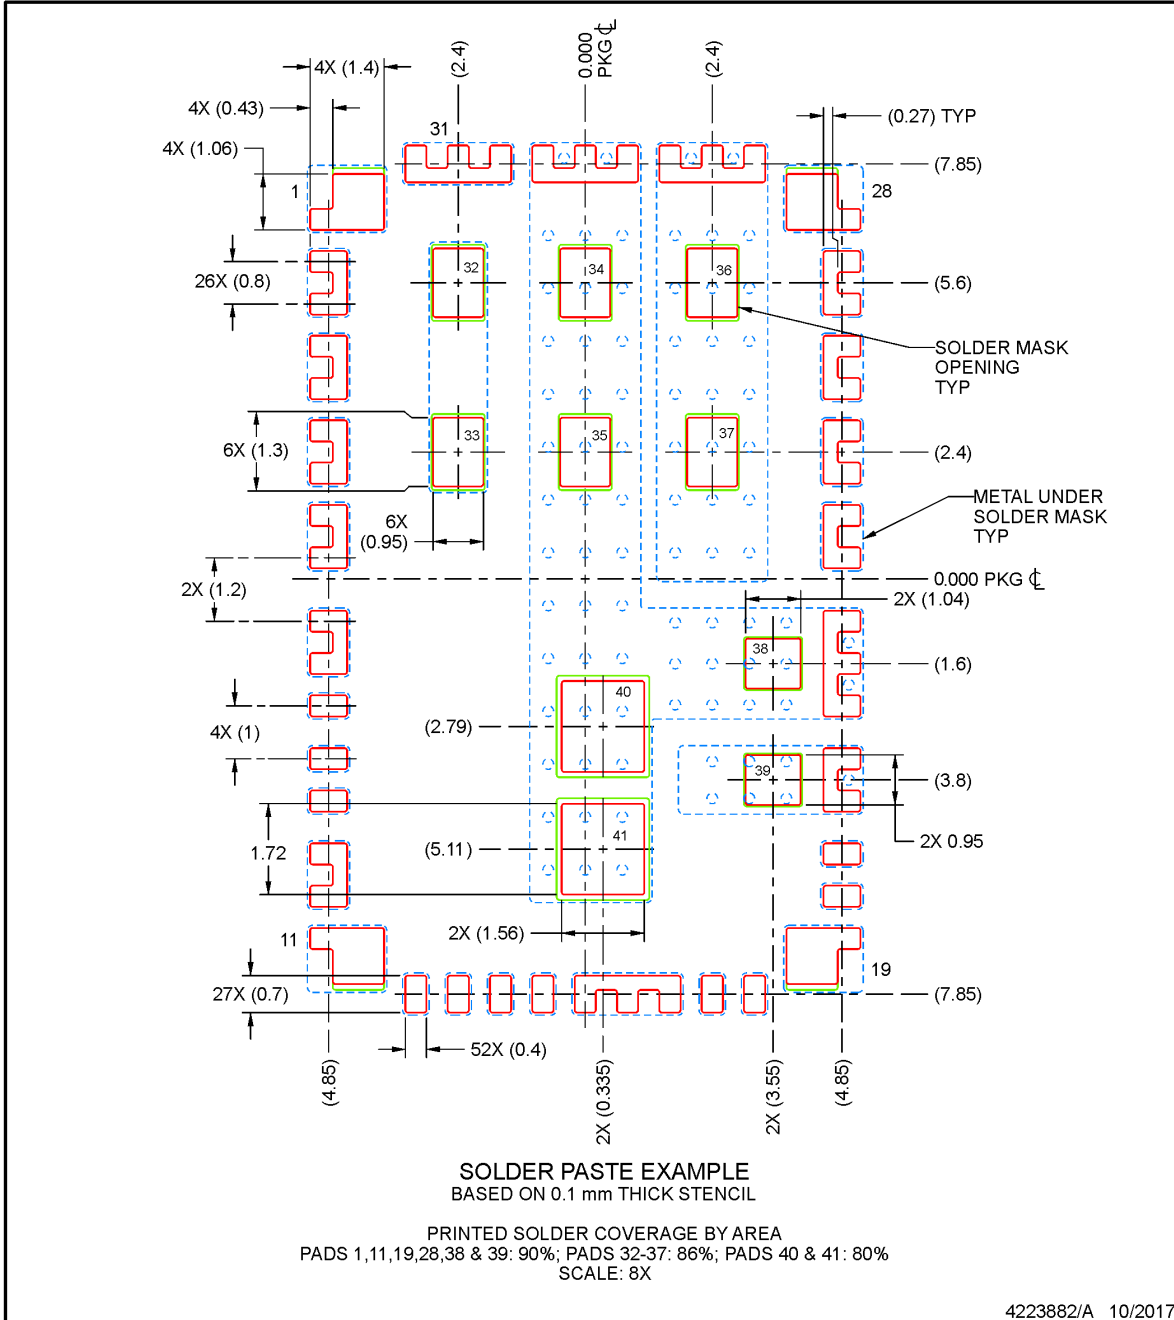 (2.4)
0.000
PKG ℄
(2.4)
4X (1.4)
4X (0.43)
(0.27) TYP
31
4X (1.06)
(7.85)
1
28
32
34
36
26X (0.8)
(5.6)
SOLDER MASK
OPENING
TYP
33
35
37
6X (1.3)
(2.4)
METAL UNDER
SOLDER MASK
TYP
6X
(0.95)
0.000 PKG ℄
2X (1.2)
2X (1.04)
38
(1.6)
40
4X (1)
(2.79)
39
(3.8)
41
2X 0.95
1.72
(5.11)
2X (1.56)
11
19
27X (0.7)
(7.85)
52X (0.4)
(4.85)
2X (0.335)
2X (3.55)
(4.85)
SOLDER PASTE EXAMPLE
BASED ON 0.1 mm THICK STENCIL
PRINTED SOLDER COVERAGE BY AREA
PADS 1,11,19,28,38 & 39: 90%; PADS 32-37: 86%; PADS 40 & 41: 80%
SCALE: 8X
4223882/A 10/2017